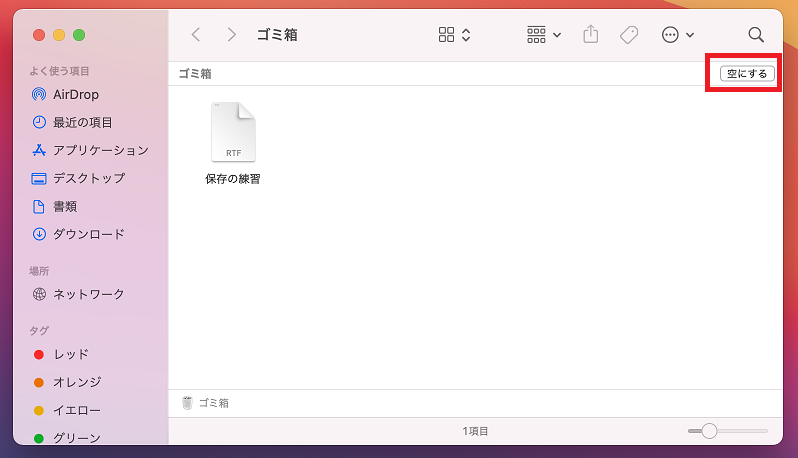 ゴミ箱
よく使う項目
AirDrop
最近の項目
アプリケーション
デスクトップ
書類
ダウンロード
場所
ネットワーク
タグ
レッド
オレンジ
イエロー
グリーン
ゴミ箱
空にする
RTF
保存の練習
ゴミ箱
1項目